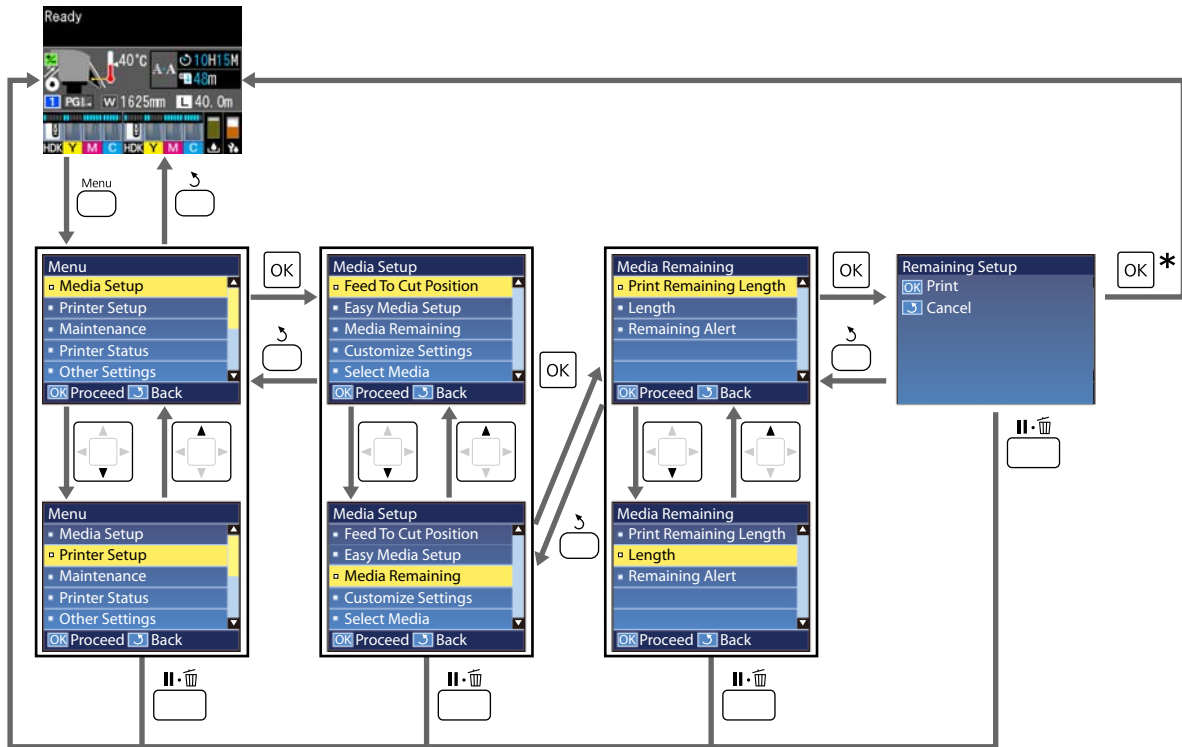 Ready
40°C
A·A
10H15M
48m
1 PG W 1625mm L 40.0m
HDK Y M C HDK Y M C
Menu
Menu
Media Setup
Printer Setup
Maintenance
Printer Status
Other Settings
OK Proceed Back
OK
Media Setup
Feed To Cut Position
Easy Media Setup
Media Remaining
Customize Settings
Select Media
OK Proceed Back
OK
Media Remaining
Print Remaining Length
Length
Remaining Alert
OK Proceed Back
OK
Remaining Setup
OK Print
Cancel
OK *
Menu
Media Setup
Printer Setup
Maintenance
Printer Status
Other Settings
OK Proceed Back
Media Setup
Feed To Cut Position
Easy Media Setup
Media Remaining
Customize Settings
Select Media
OK Proceed Back
Media Remaining
Print Remaining Length
Length
Remaining Alert
OK Proceed Back